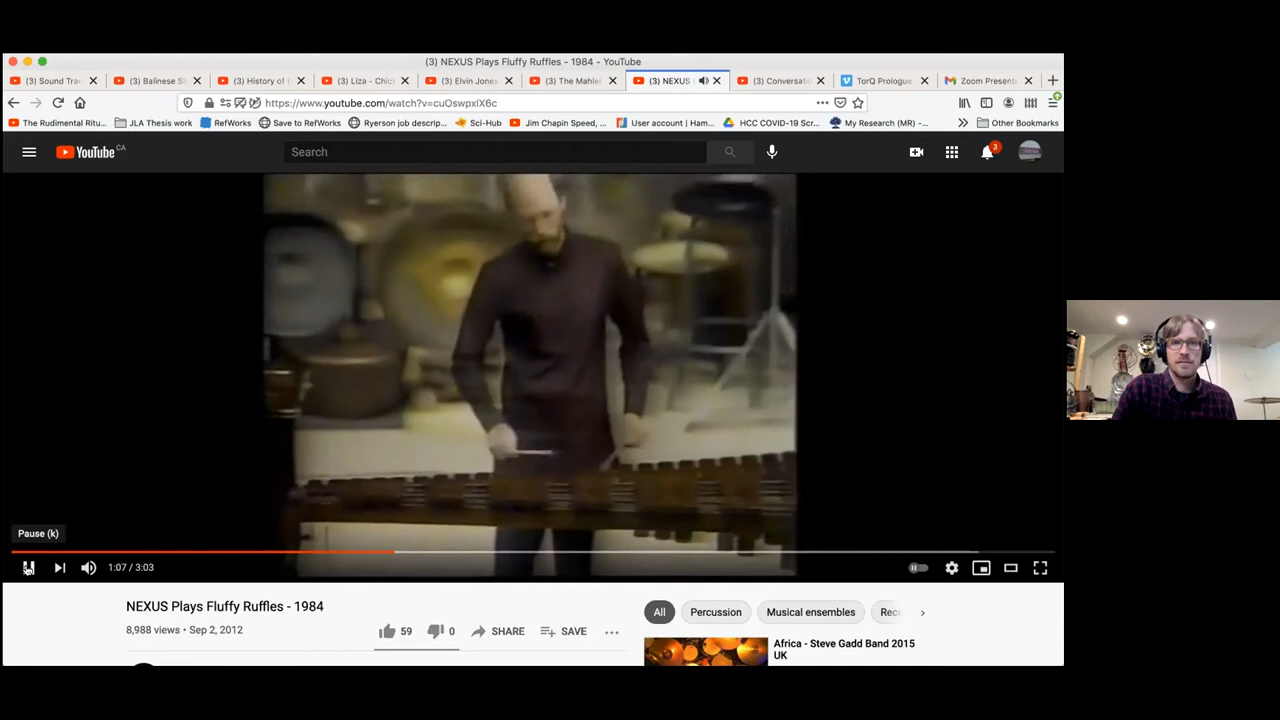 (3) NEXUS Plays Fluffy Ruffles - 1984 - YouTube
(3) Sound Tra
(3) Balinese Sh
(3) History of
(3) Liza - Chic
(3) Elvin Jones
(3) The Mahler
(3) NEXUS
(3) Conversati
TorQ Prologue
Zoom Present
https://www.youtube.com/watch?v=cuOswpxlX6c
The Rudimental Ritu...
JLA Thesis work
RefWorks
Save to RefWorks
Ryerson job descrip...
Sci-Hub
Jim Chapin Speed, ...
User account | Ham...
HCC COVID-19 Scr...
My Research (MR) -...
Other Bookmarks
YouTube CA
Search
3
Pause (k)
1:07 / 3:03
NEXUS Plays Fluffy Ruffles - 1984
8,988 views • Sep 2, 2012
59
0
SHARE
SAVE
All
Percussion
Musical ensembles
Rece
Africa - Steve Gadd Band 2015
UK